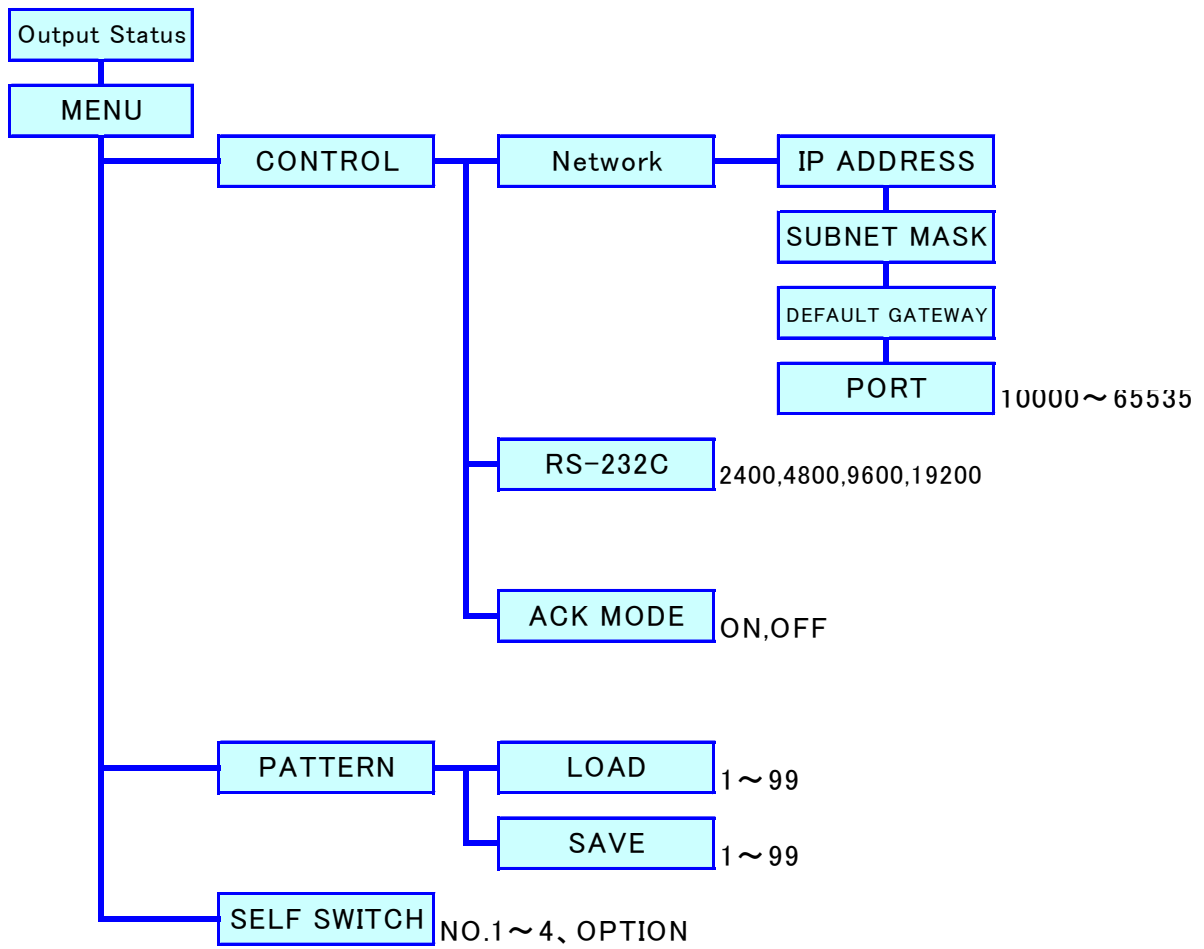 Output Status
MENU
CONTROL
Network
IP ADDRESS
SUBNET MASK
DEFAULT GATEWAY
PORT
10000～65535
RS-232C
2400,4800,9600,19200
ACK MODE
ON,OFF
PATTERN
LOAD
1～99
SAVE
1～99
SELF SWITCH
NO.1～4、OPTION